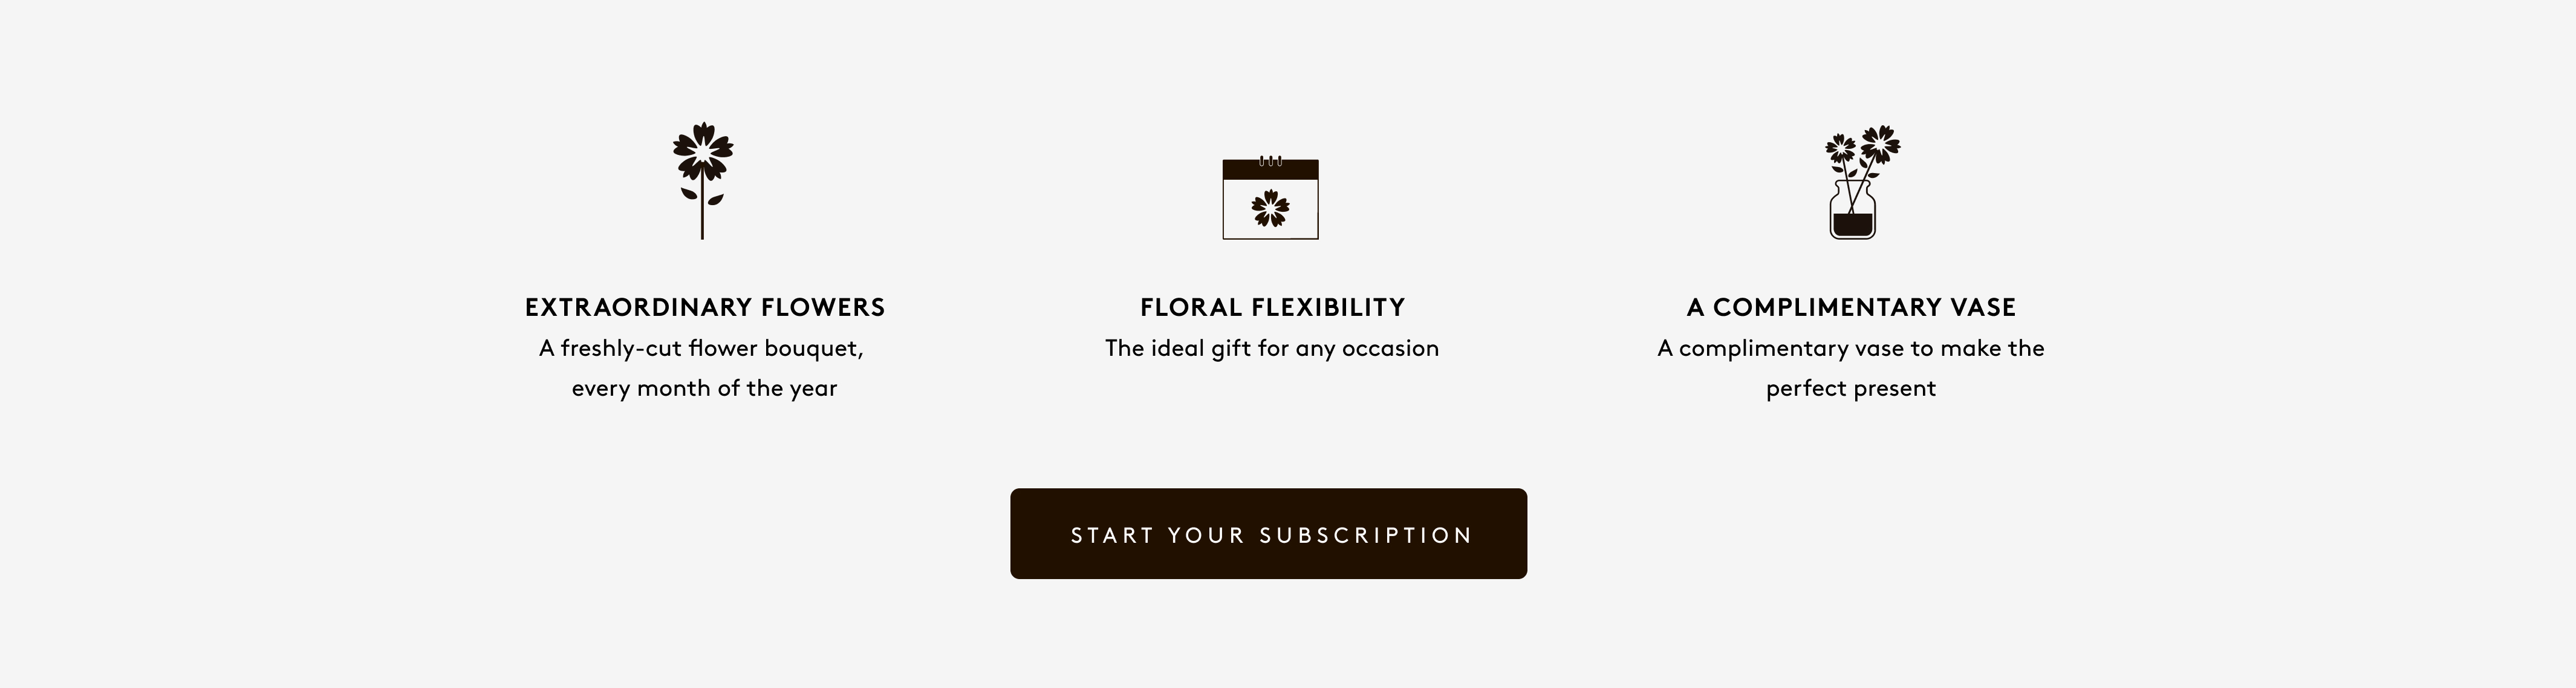 EXTRAORDINARY FLOWERS
A freshly-cut flower bouquet,
every month of the year
FLORAL FLEXIBILITY
The ideal gift for any occasion
A COMPLIMENTARY VASE
A complimentary vase to make the
perfect present
START YOUR SUBSCRIPTION